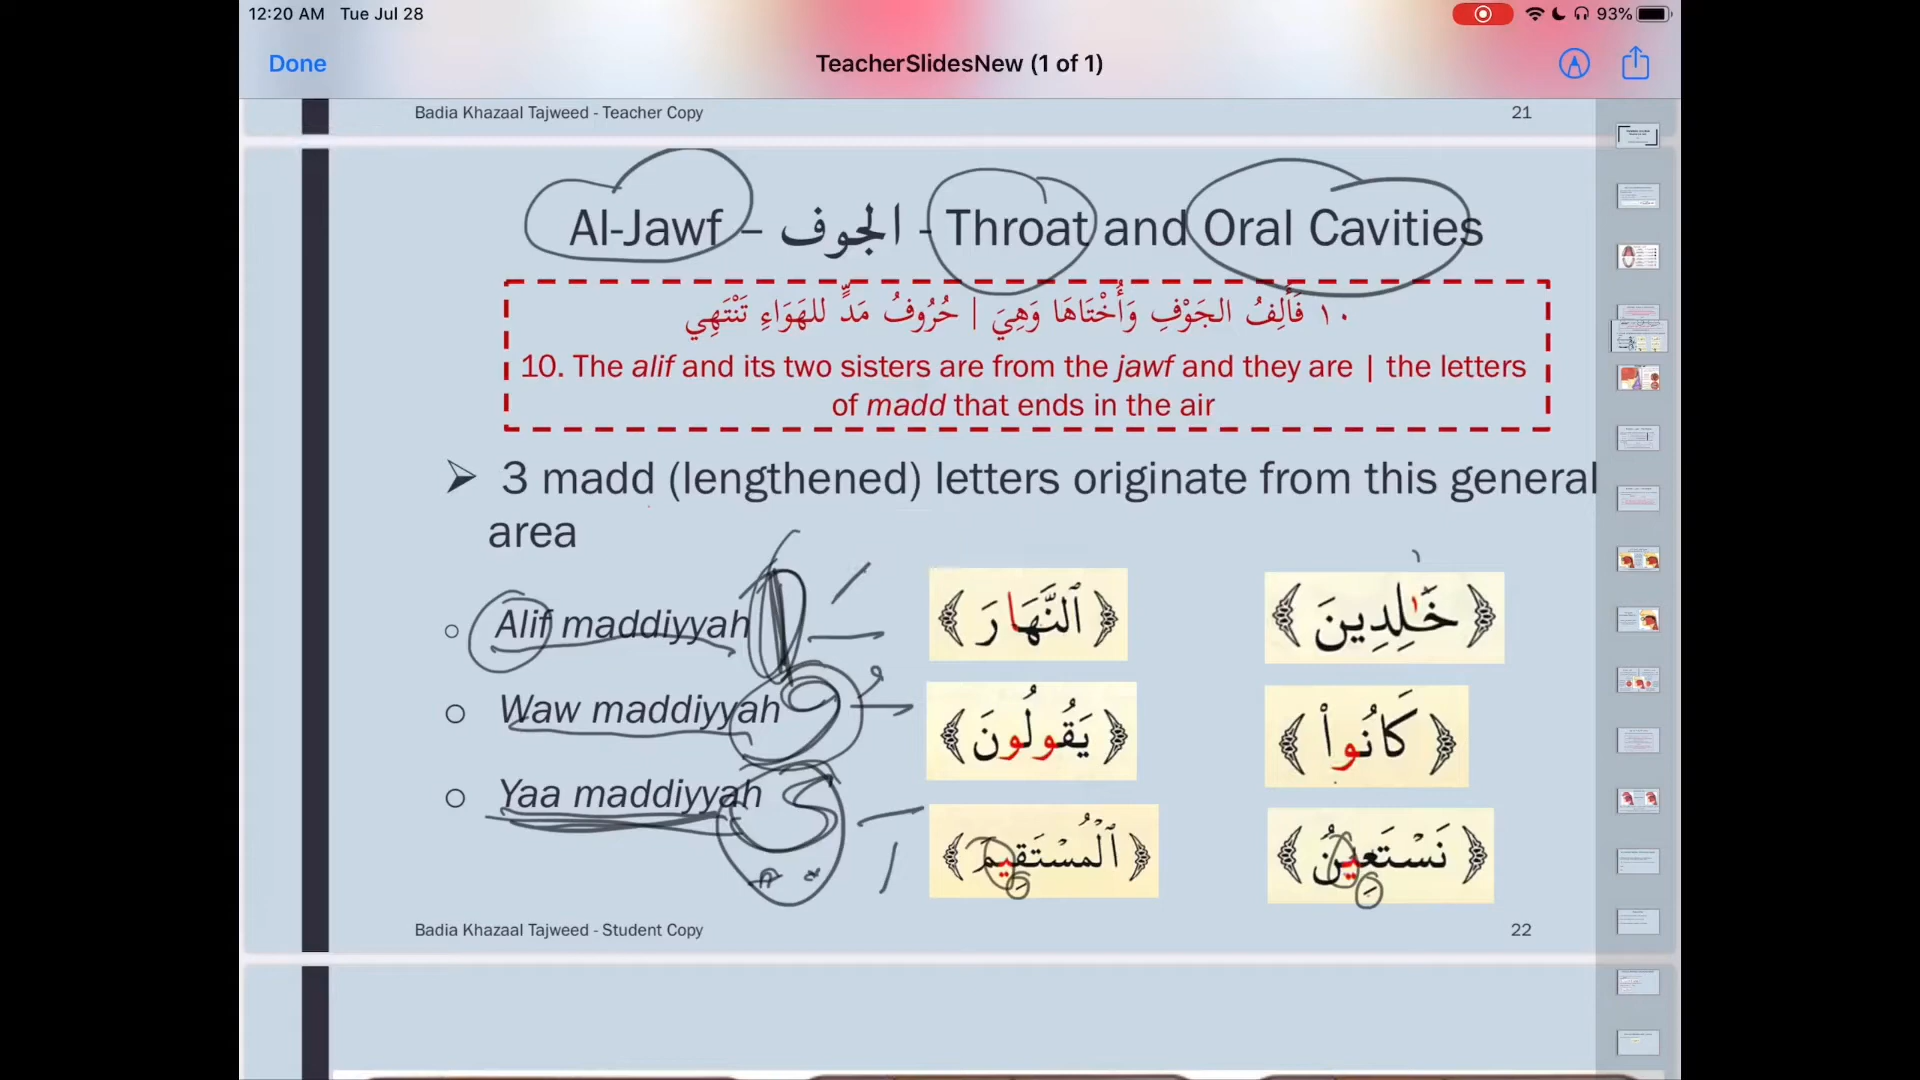 12:20 AM Tue Jul 28
93%
Done
TeacherSlidesNew (1 of 1)
Badia Khazaal Tajweed - Teacher Copy
21
Al-Jawf – الجوف - Throat and Oral Cavities
١٠ فَأَلِفُ الجَوْفِ وَأُخْتَاهَا وَهِيَ | حُرُوفُ مَدٍّ للهَوَاءِ تَنْتَهِي
10. The alif and its two sisters are from the jawf and they are | the letters
of madd that ends in the air
➢ 3 madd (lengthened) letters originate from this general
area
○ Alif maddiyyah ا
﴿ ٱلنَّهَارَ ﴾
﴿ خَٰلِدِينَ ﴾
○ Waw maddiyyah و
﴿ يَقُولُونَ ﴾
﴿ كَانُوا۟ ﴾
○ Yaa maddiyyah ي
﴿ ٱلْمُسْتَقِيمَ ﴾
﴿ نَسْتَعِينُ ﴾
Badia Khazaal Tajweed - Student Copy
22